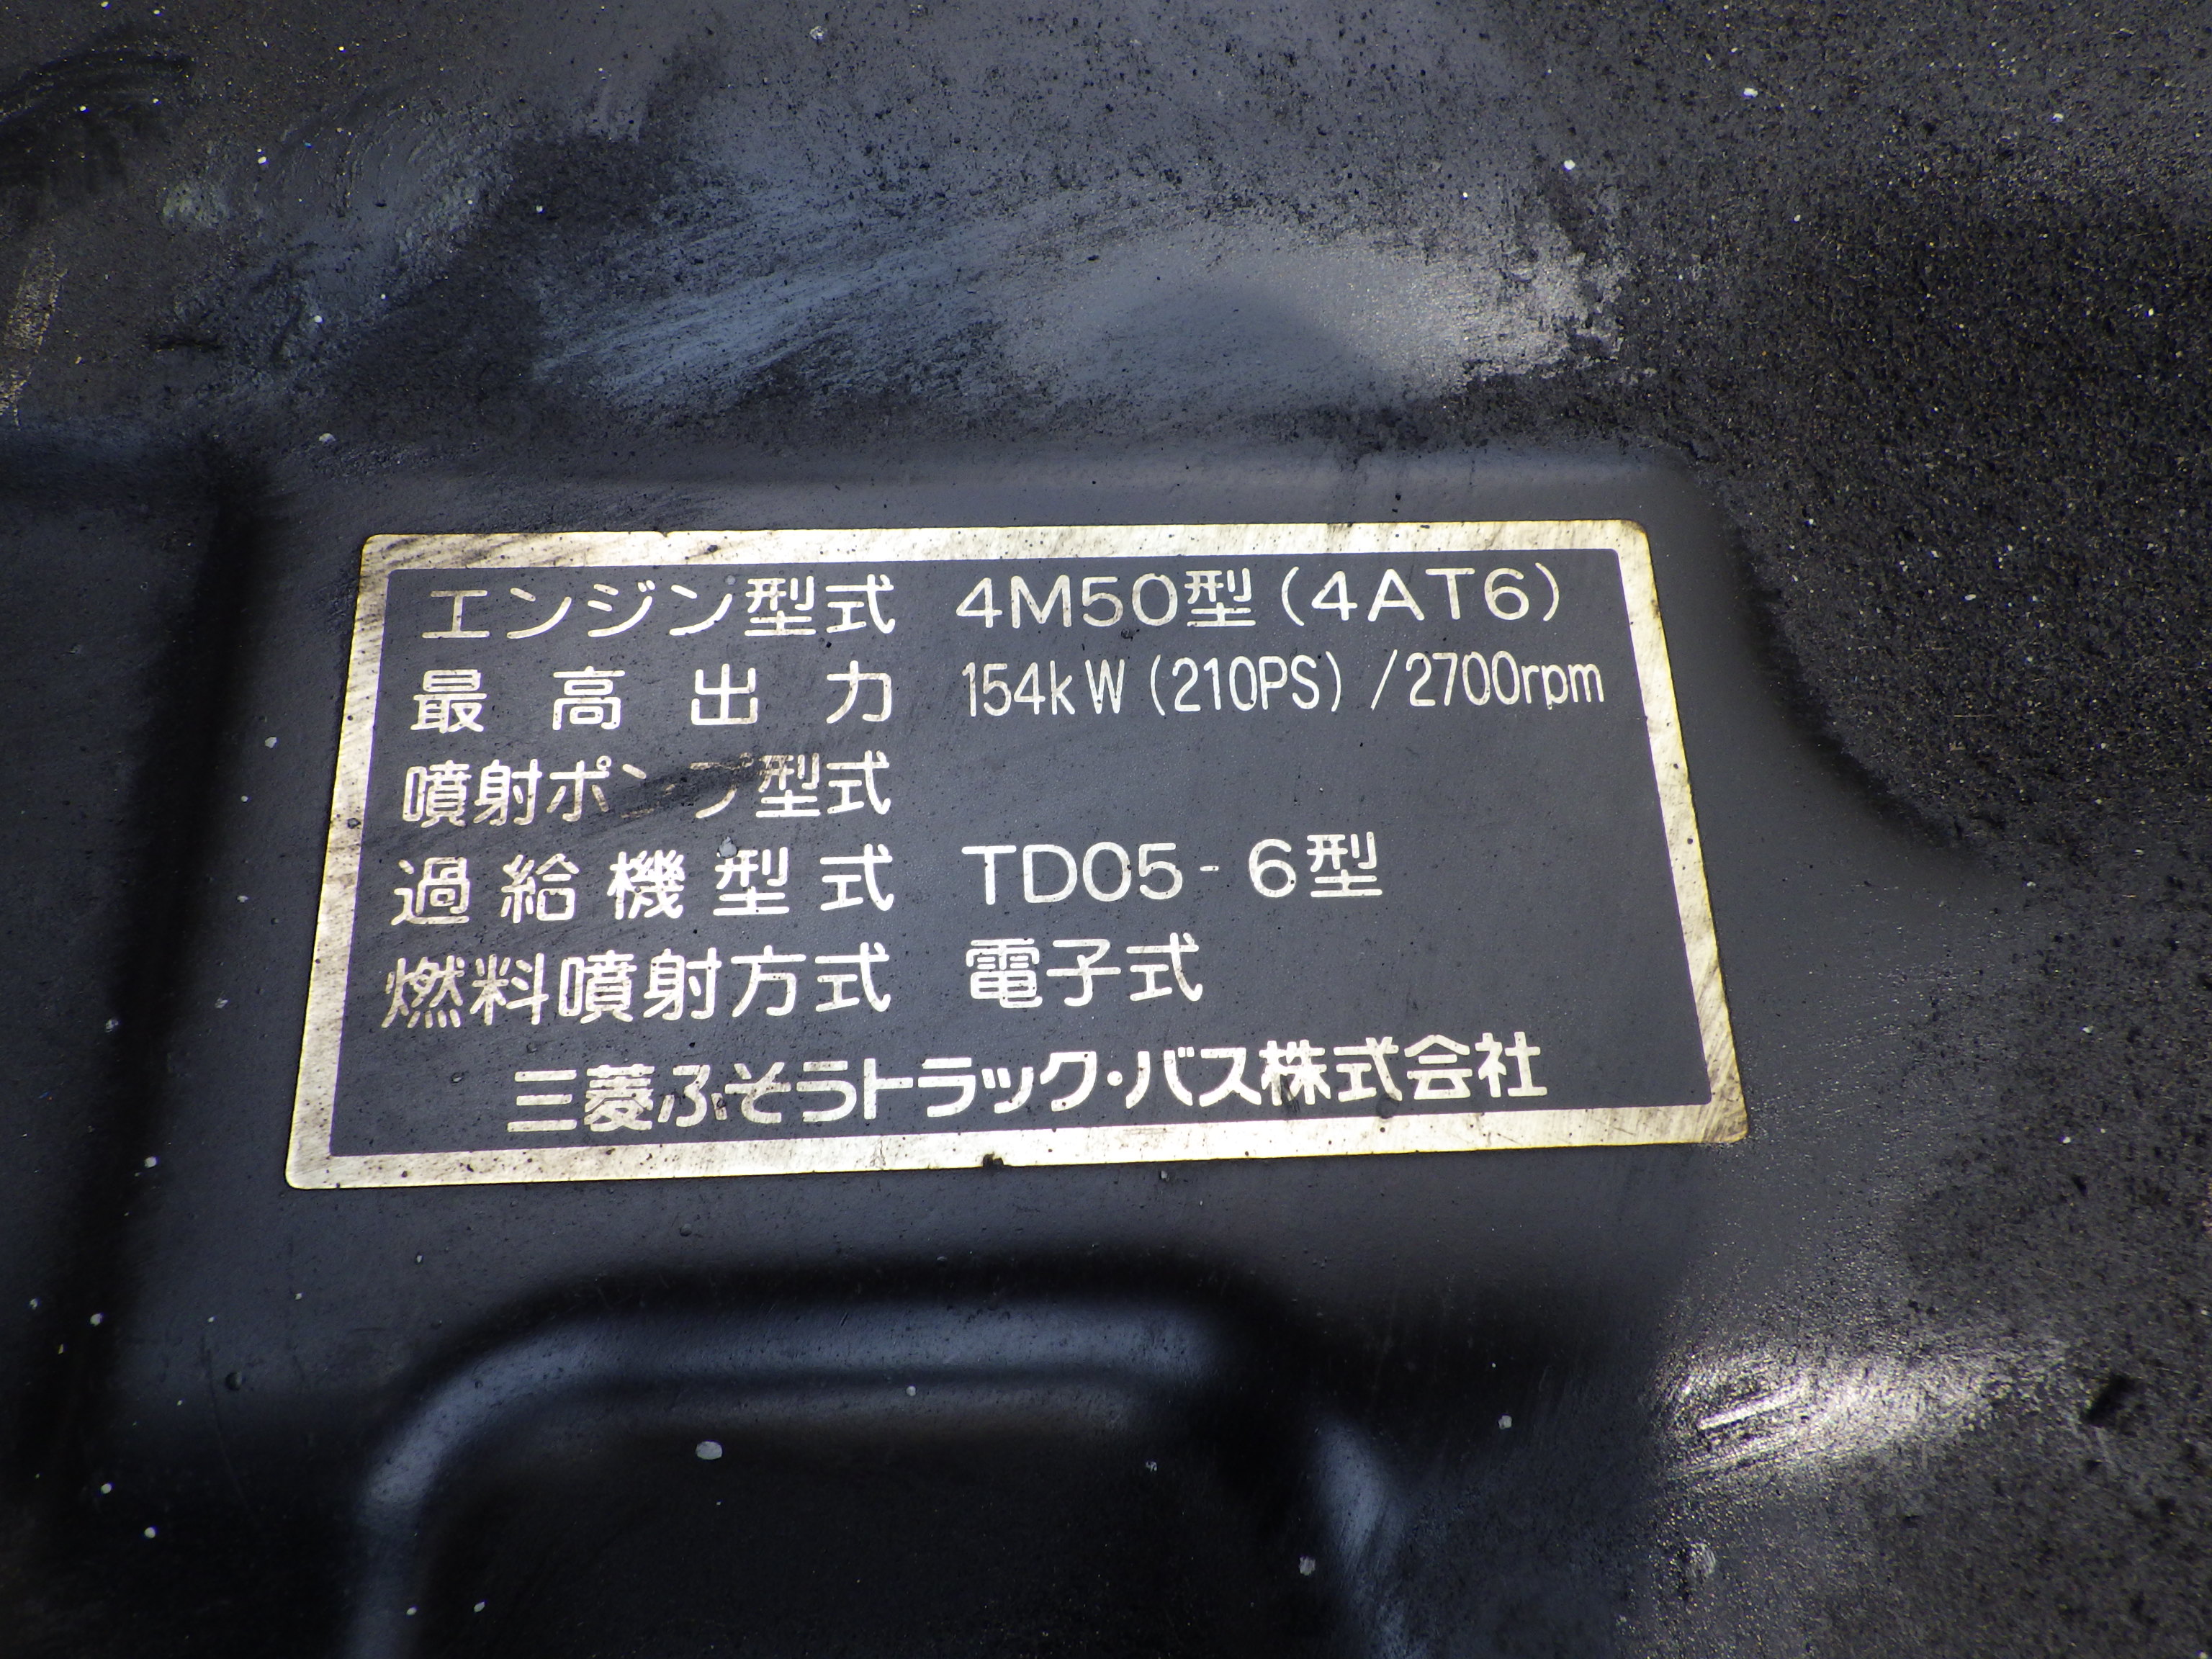 エンジン型式 4M50型(4AT6)
最高出力 154kW(210PS)/2700rpm
噴射ポンプ型式
過給機型式 TD05-6型
燃料噴射方式 電子式
三菱ふそうトラック・バス株式会社